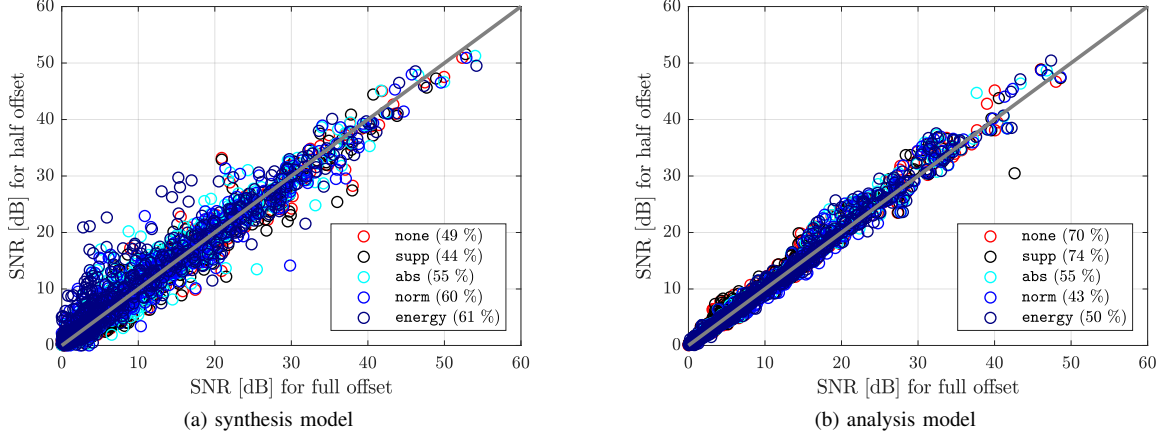 60
50
40
30
20
10
0
SNR [dB] for half offset
none (49 %)
supp (44 %)
abs (55 %)
norm (60 %)
energy (61 %)
0 10 20 30 40 50 60
SNR [dB] for full offset
(a) synthesis model
60
50
40
30
20
10
0
SNR [dB] for half offset
none (70 %)
supp (74 %)
abs (55 %)
norm (43 %)
energy (50 %)
0 10 20 30 40 50 60
SNR [dB] for full offset
(b) analysis model